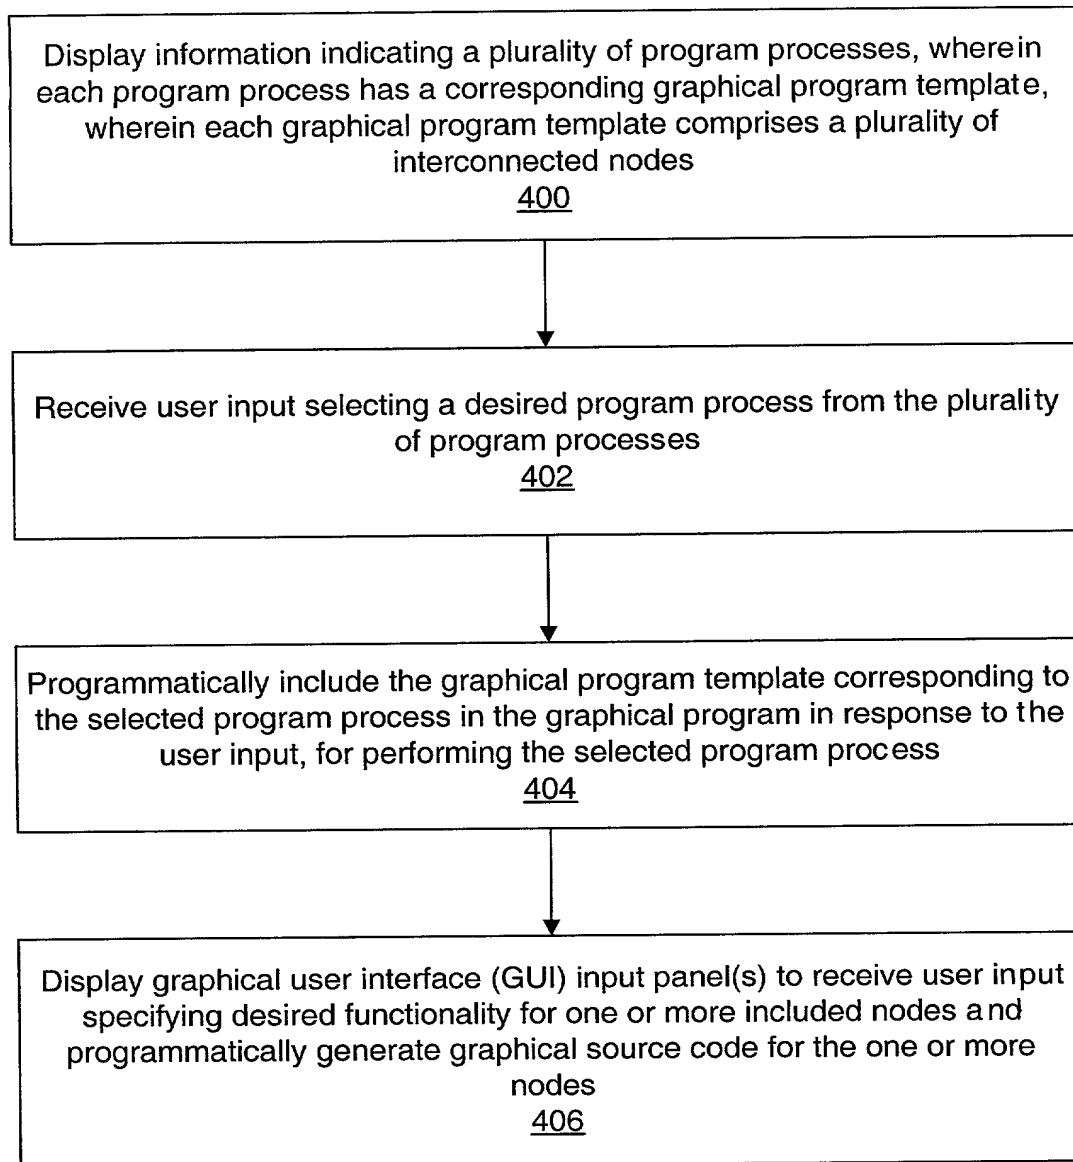 Display information indicating a plurality of program processes, wherein
each program process has a corresponding graphical program template,
wherein each graphical program template comprises a plurality of
interconnected nodes
400
Receive user input selecting a desired program process from the plurality
of program processes
402
Programmatically include the graphical program template corresponding to
the selected program process in the graphical program in response to the
user input, for performing the selected program process
404
Display graphical user interface (GUI) input panel(s) to receive user input
specifying desired functionality for one or more included nodes and
programmatically generate graphical source code for the one or more
nodes
406